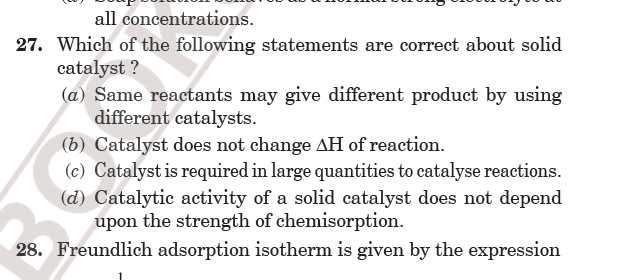 all concentrations.
27. Which of the following statements are correct about solid
catalyst ?
(a) Same reactants may give different product by using
different catalysts.
(b) Catalyst does not change ΔH of reaction.
(c) Catalyst is required in large quantities to catalyse reactions.
(d) Catalytic activity of a solid catalyst does not depend
upon the strength of chemisorption.
28. Freundlich adsorption isotherm is given by the expression